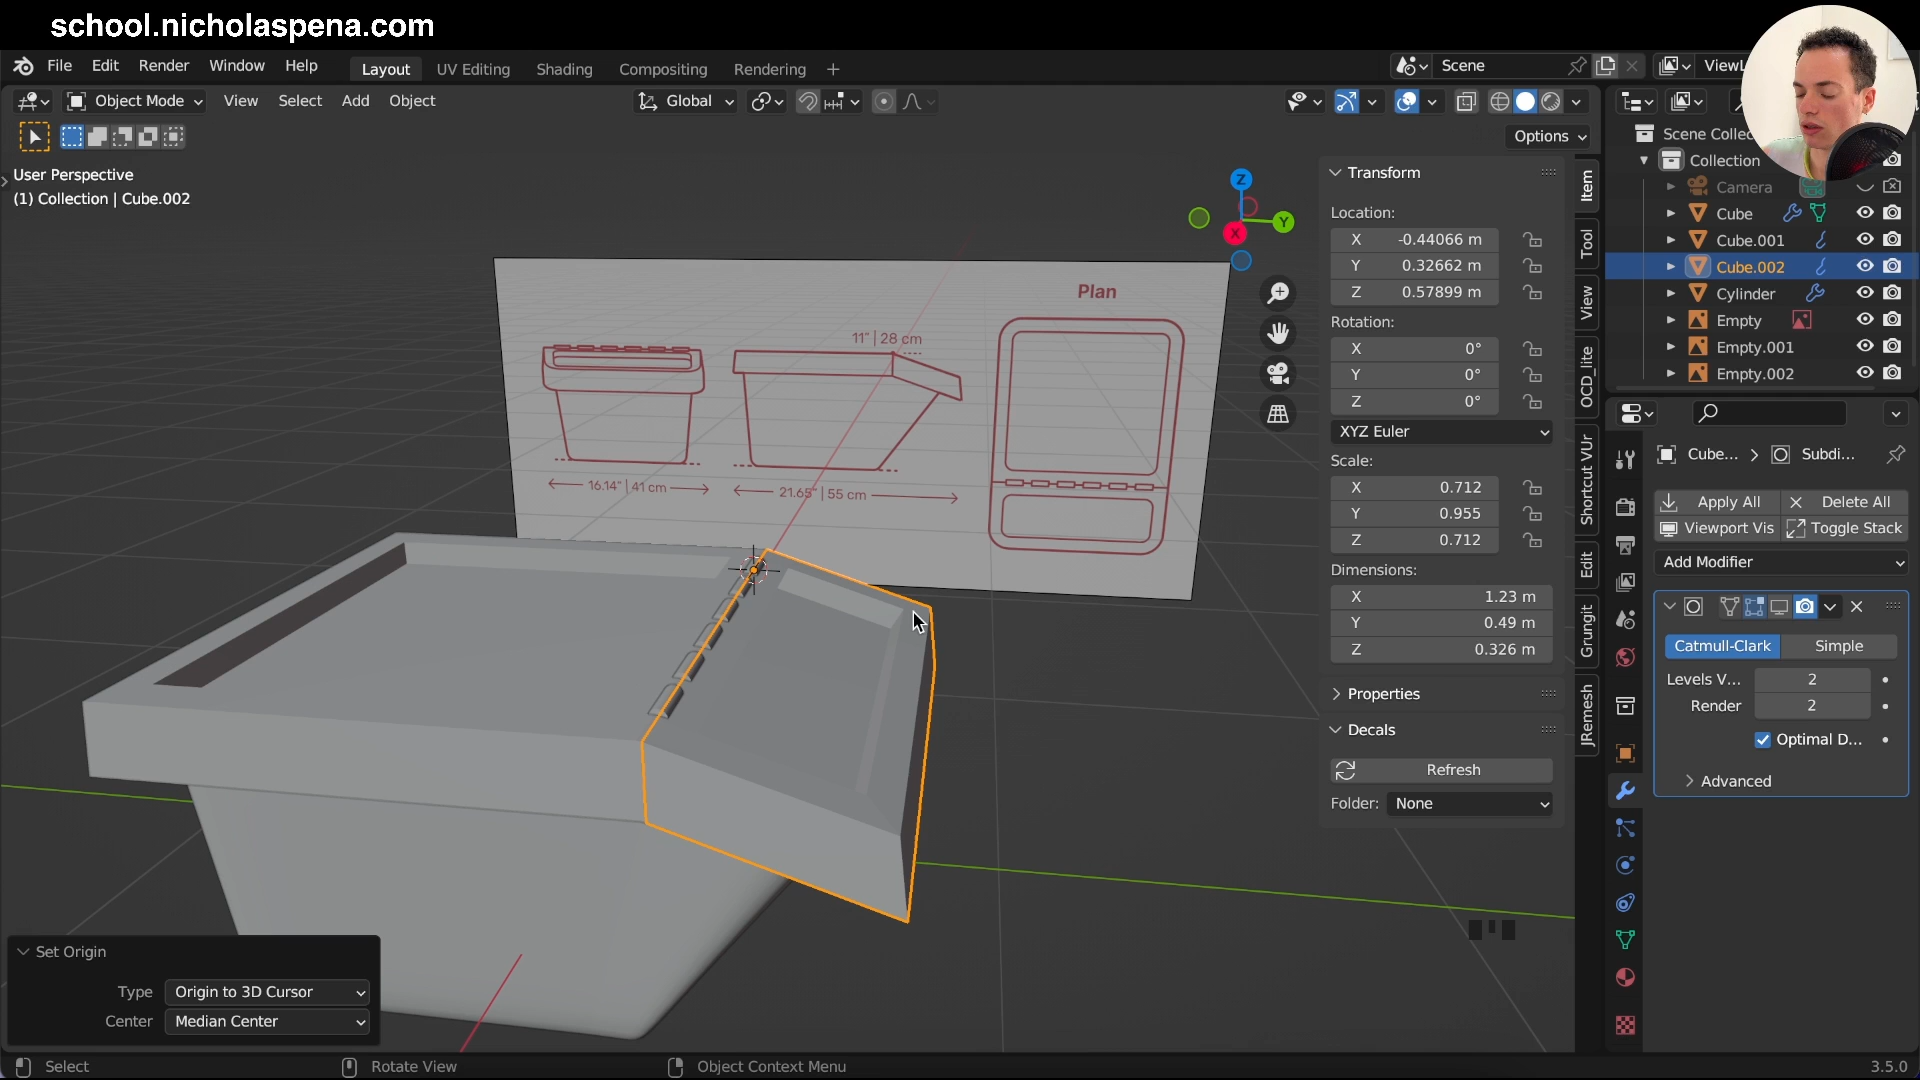 school.nicholaspena.com
File Edit Render Window Help Layout UV Editing Shading Compositing Rendering + Scene ViewL
Object Mode View Select Add Object Global
Options
User Perspective
(1) Collection | Cube.002
Z
Y
X
Plan
11" | 28 cm
16.14" | 41 cm
21.65" | 55 cm
Transform
Location:
X -0.44066 m
Y 0.32662 m
Z 0.57899 m
Rotation:
X 0°
Y 0°
Z 0°
XYZ Euler
Scale:
X 0.712
Y 0.955
Z 0.712
Dimensions:
X 1.23 m
Y 0.49 m
Z 0.326 m
Properties
Decals
Refresh
Folder: None
Item
Tool
View
OCD_lite
Shortcut VUr
Edit
Grungit
JRemesh
Scene Collec
Collection
Camera
Cube
Cube.001
Cube.002
Cylinder
Empty
Empty.001
Empty.002
Cube... > Subdi...
Apply All Delete All
Viewport Vis Toggle Stack
Add Modifier
Catmull-Clark Simple
Levels V... 2
Render 2
Optimal D...
Advanced
Set Origin
Type Origin to 3D Cursor
Center Median Center
Select Rotate View Object Context Menu 3.5.0